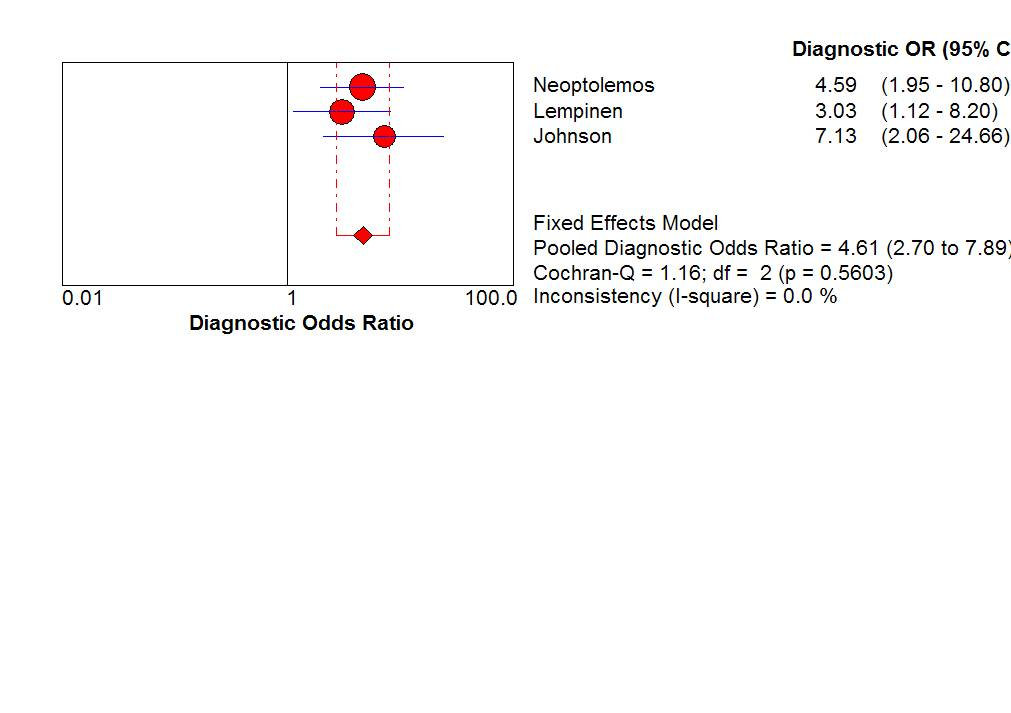 Diagnostic OR (95% C
Neoptolemos 4.59 (1.95 - 10.80)
Lempinen 3.03 (1.12 - 8.20)
Johnson 7.13 (2.06 - 24.66)
Fixed Effects Model
Pooled Diagnostic Odds Ratio = 4.61 (2.70 to 7.89)
Cochran-Q = 1.16; df = 2 (p = 0.5603)
Inconsistency (I-square) = 0.0 %
0.01 1 100.0
Diagnostic Odds Ratio